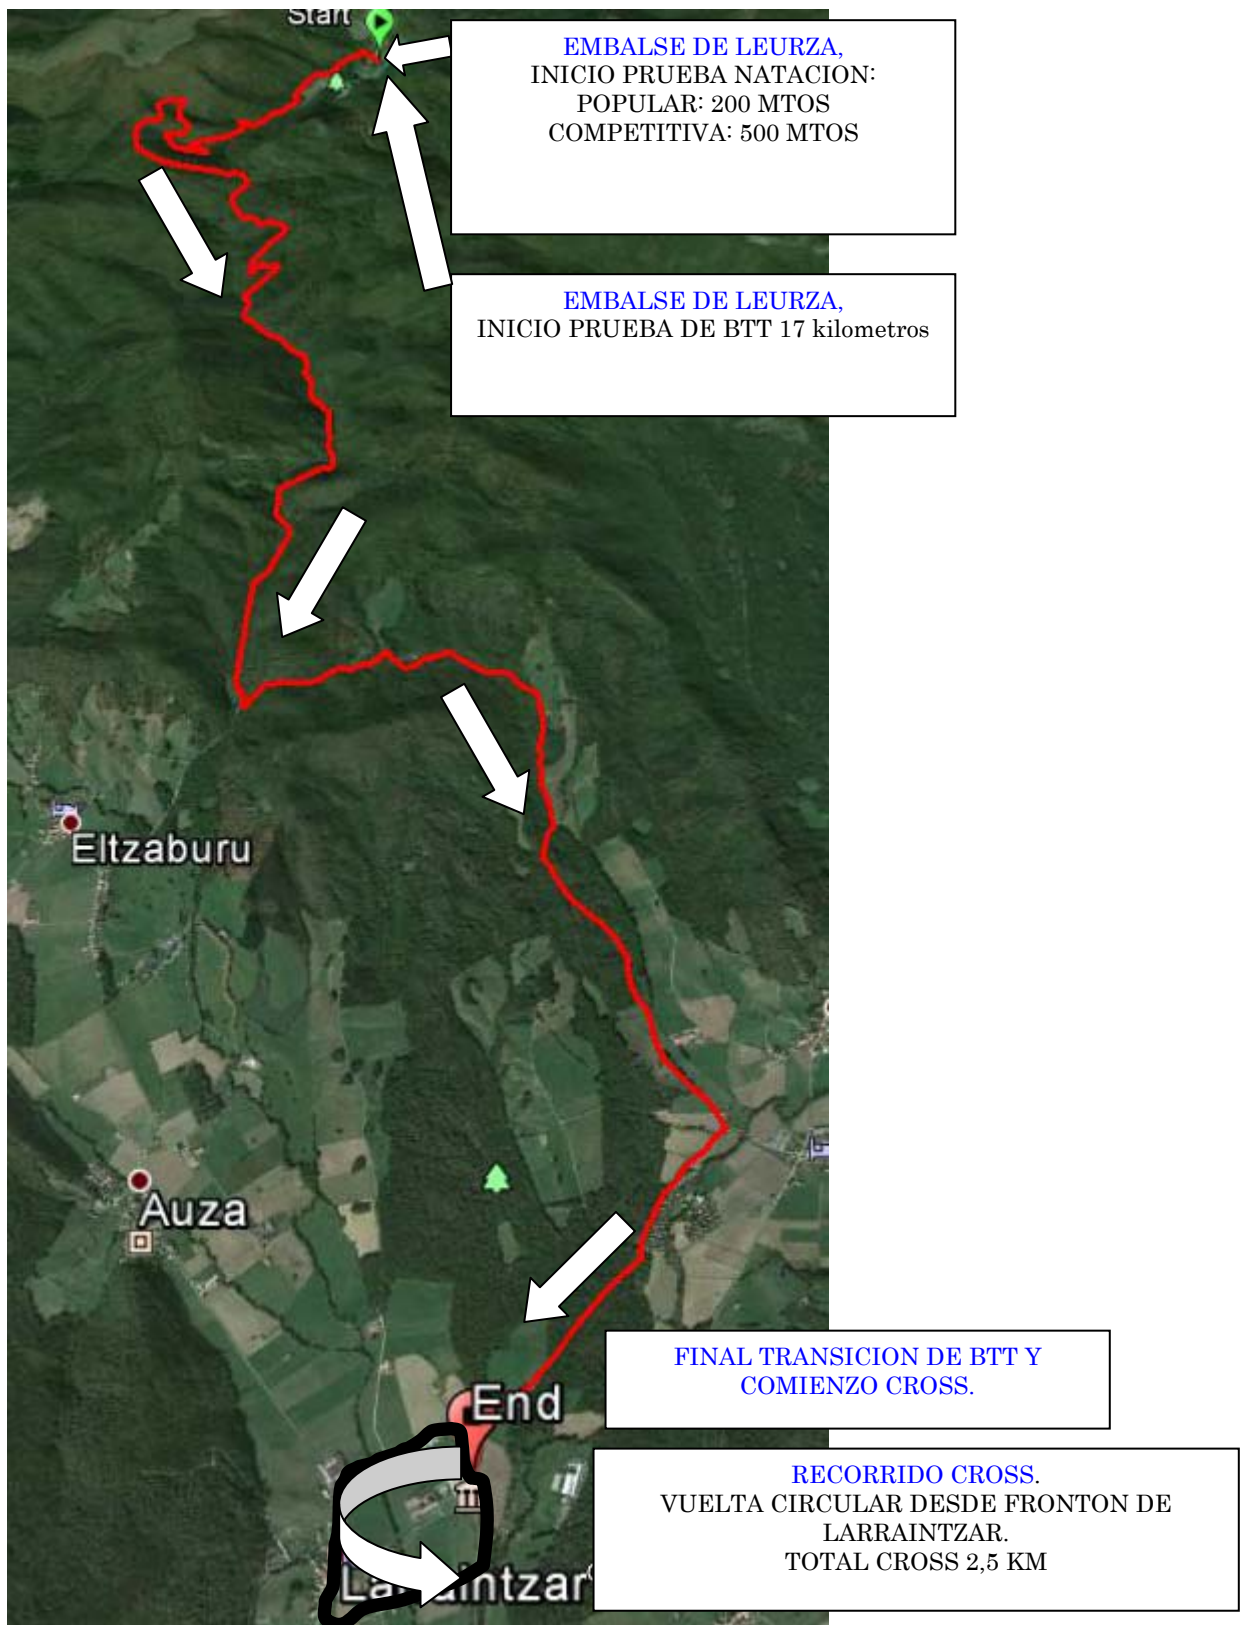 Start
EMBALSE DE LEURZA,
INICIO PRUEBA NATACION:
POPULAR: 200 MTOS
COMPETITIVA: 500 MTOS
EMBALSE DE LEURZA,
INICIO PRUEBA DE BTT 17 kilometros
Eltzaburu
Auza
FINAL TRANSICION DE BTT Y
COMIENZO CROSS.
End
RECORRIDO CROSS.
VUELTA CIRCULAR DESDE FRONTON DE
LARRAINTZAR.
TOTAL CROSS 2,5 KM
Larraintzar